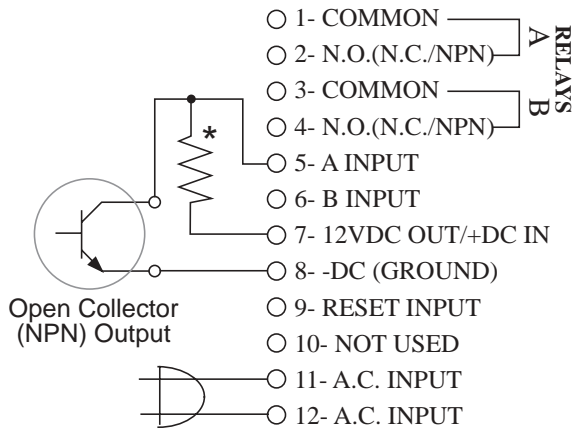 1- COMMON
2- N.O.(N.C./NPN)
3- COMMON
4- N.O.(N.C./NPN)
A
B
RELAYS
*
5- A INPUT
6- B INPUT
7- 12VDC OUT/+DC IN
8- -DC (GROUND)
9- RESET INPUT
10- NOT USED
11- A.C. INPUT
12- A.C. INPUT
Open Collector
(NPN) Output